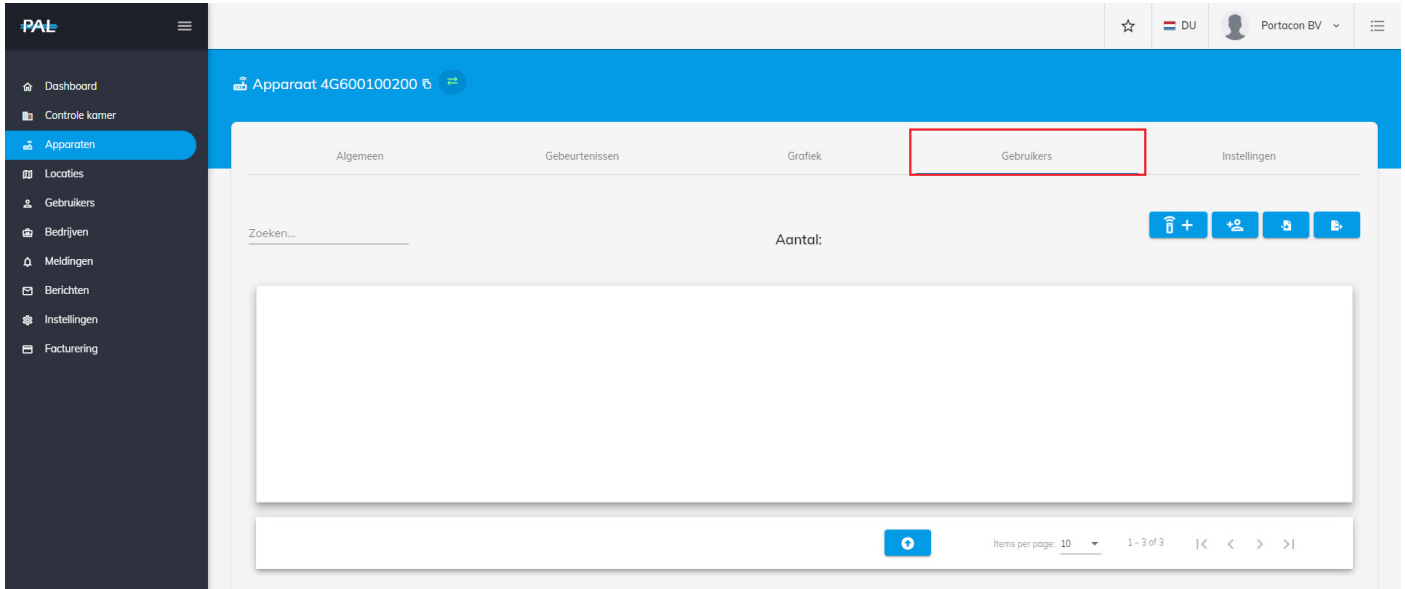 PAL
DU
Portacon BV
Dashboard
Controle kamer
Apparaten
Locaties
Gebruikers
Bedrijven
Meldingen
Berichten
Instellingen
Facturering
Apparaat 4G600100200
Algemeen
Gebeurtenissen
Grafiek
Gebruikers
Instellingen
Zoeken...
Aantal:
Items per page: 10
1 – 3 of 3